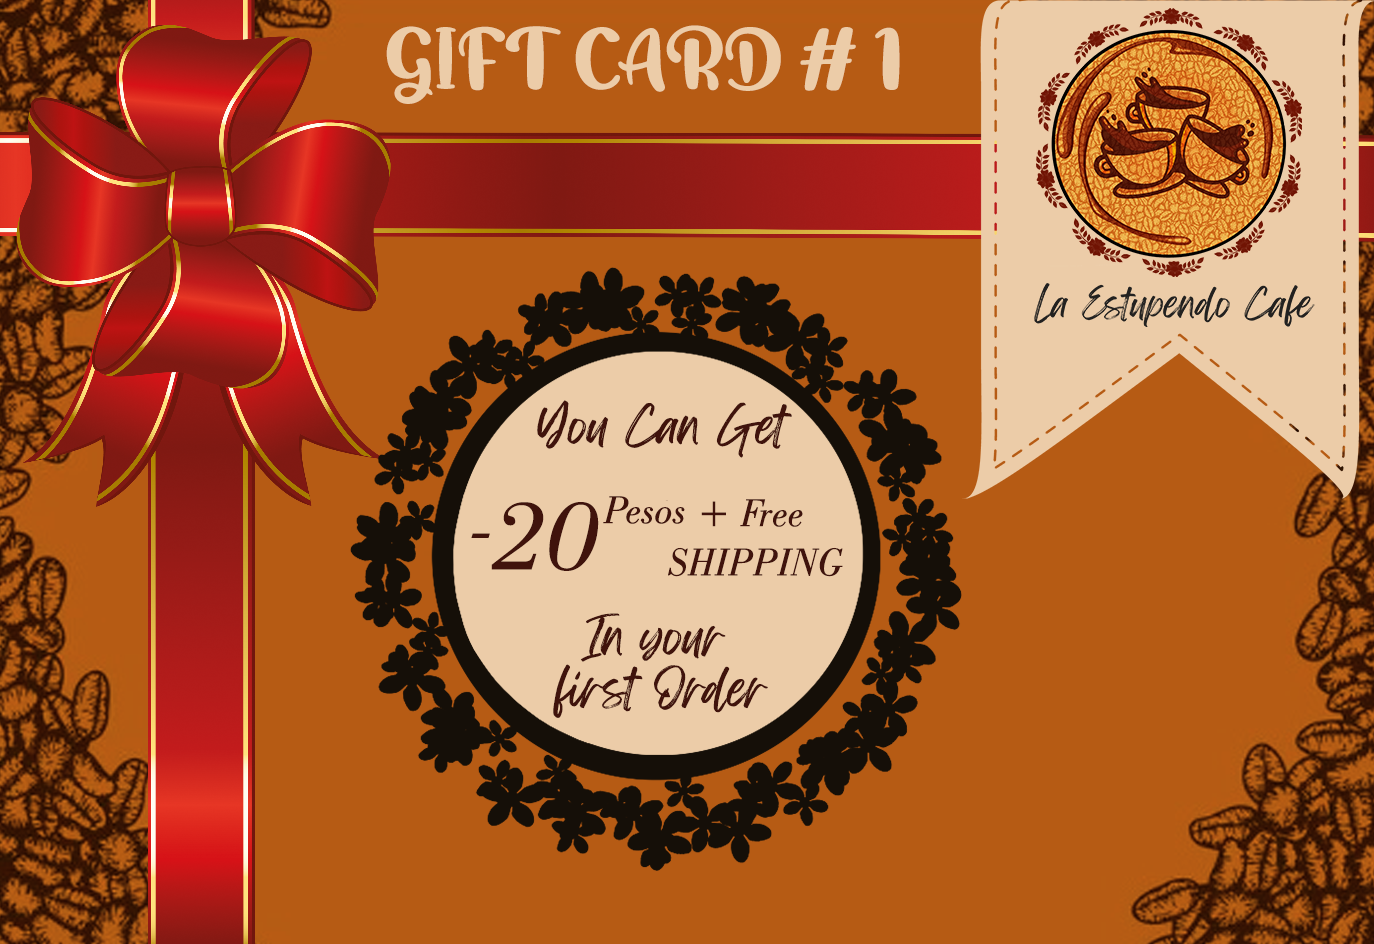 GIFT CARD # 1
La Estupendo Cafe
You Can Get
-20 Pesos + Free
SHIPPING
In your
first Order